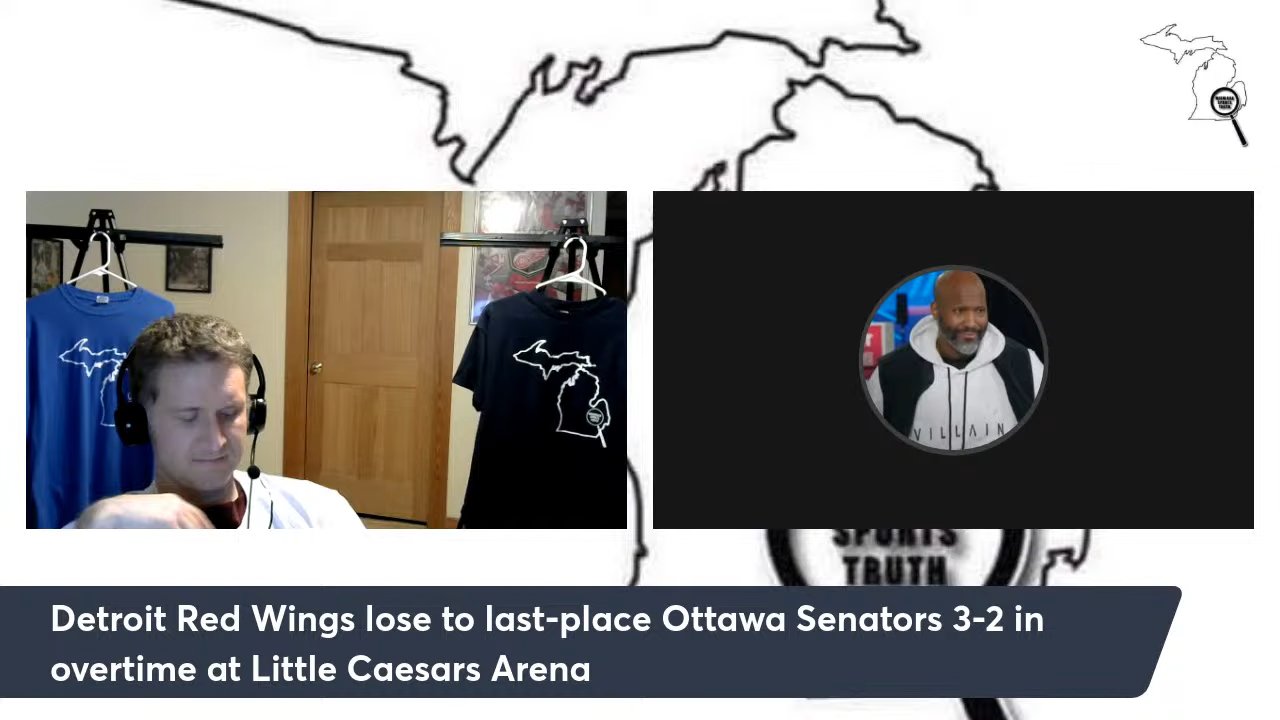 VILLAIN
SPORTS
TRUTH
Detroit Red Wings lose to last-place Ottawa Senators 3-2 in
overtime at Little Caesars Arena